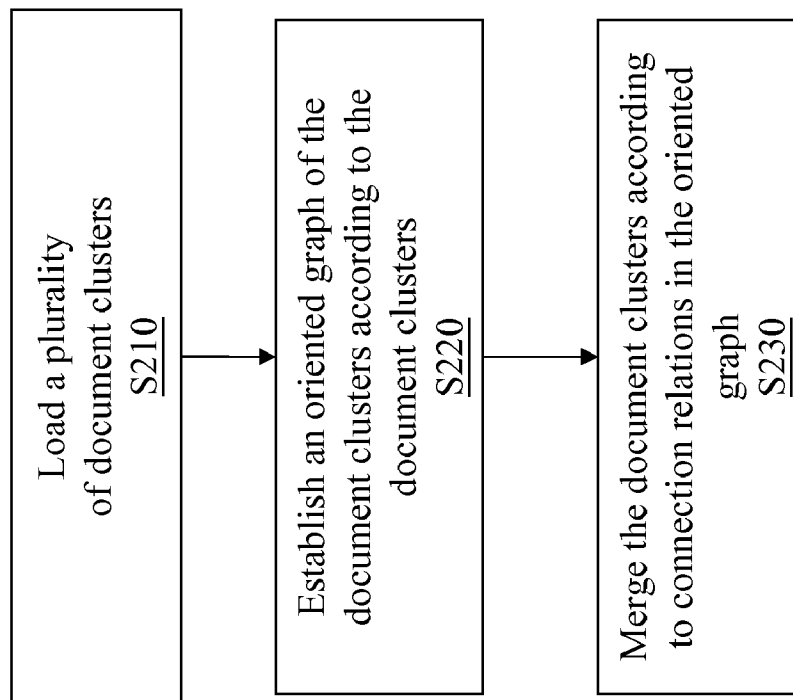 Load a plurality
of document clusters
S210
Establish an oriented graph of the
document clusters according to the
document clusters
S220
Merge the document clusters according
to connection relations in the oriented
graph
S230